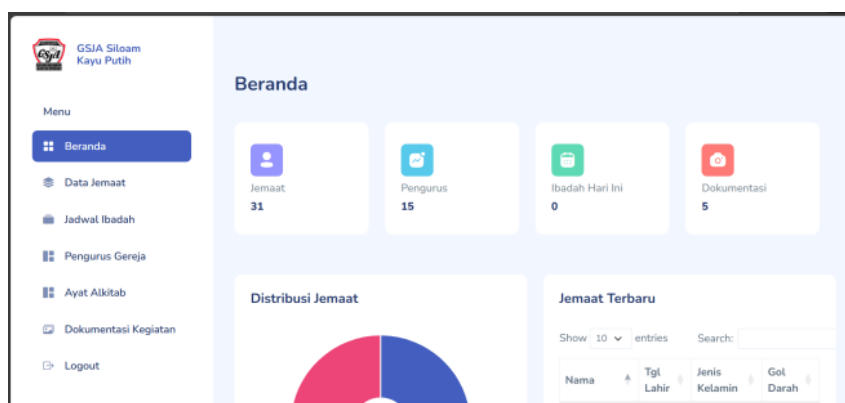 GSJA
GSJA Siloam
Kayu Putih
Menu
Beranda
Data Jemaat
Jadwal Ibadah
Pengurus Gereja
Ayat Alkitab
Dokumentasi Kegiatan
Logout
Beranda
Jemaat
31
Pengurus
15
Ibadah Hari Ini
0
Dokumentasi
5
Distribusi Jemaat
Jemaat Terbaru
Show 10 entries Search:
Nama
Tgl
Lahir
Jenis
Kelamin
Gol
Darah